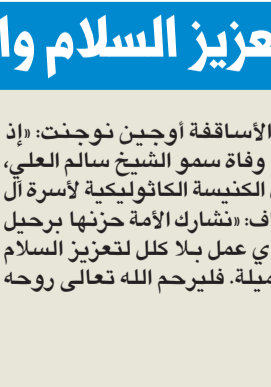 عزيز السلام وا
الأساقفة أوجين نوجنت: «إذ
وفاة سمو الشيخ سالم العلي،
الكنيسة الكاثوليكية لأسرة آل
اف: «نشارك الأمة حزنها برحيل
ي عمل بلا كلل لتعزيز السلام
ميلة. فليرحم الله تعالى روحه